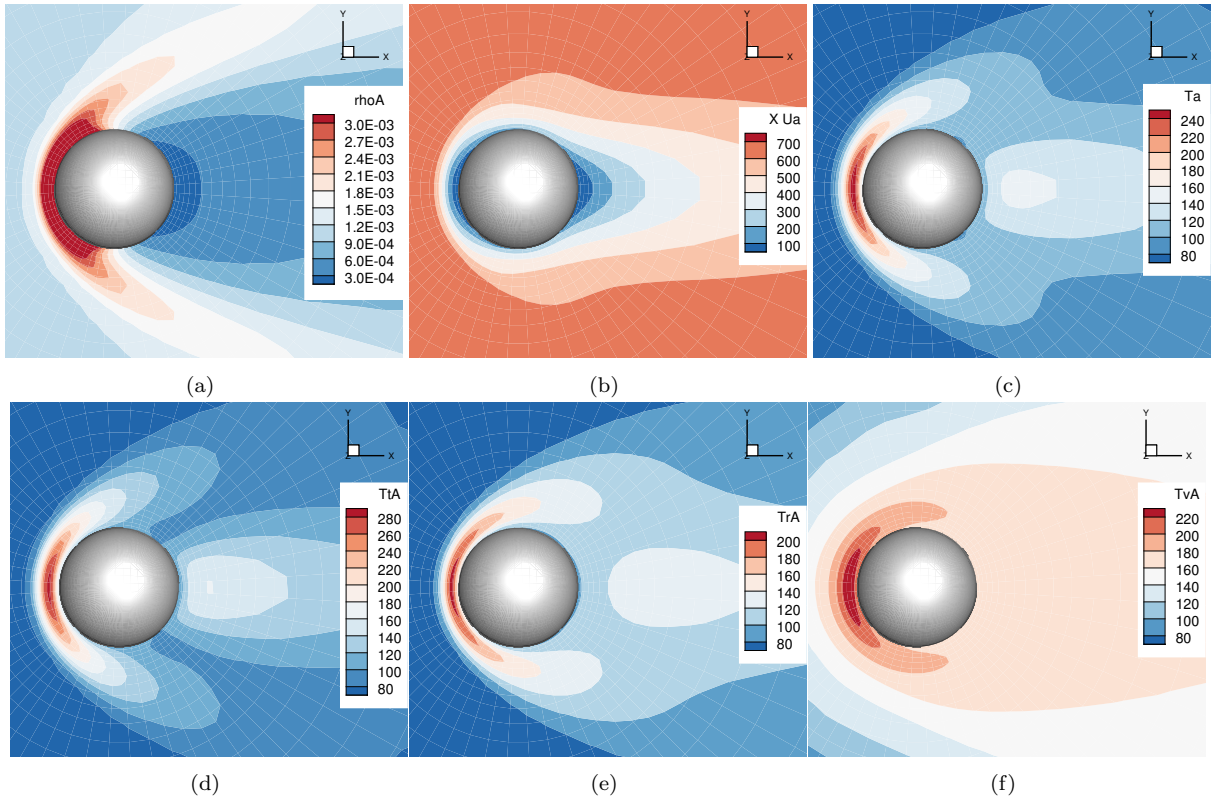 Y
Z X
rhoA
3.0E-03
2.7E-03
2.4E-03
2.1E-03
1.8E-03
1.5E-03
1.2E-03
9.0E-04
6.0E-04
3.0E-04
(a)
Y
Z X
X Ua
700
600
500
400
300
200
100
(b)
Y
Z X
Ta
240
220
200
180
160
140
120
100
80
(c)
Y
Z X
TtA
280
260
240
220
200
180
160
140
120
100
80
(d)
Y
Z X
TrA
200
180
160
140
120
100
80
(e)
Y
Z X
TvA
220
200
180
160
140
120
100
80
(f)